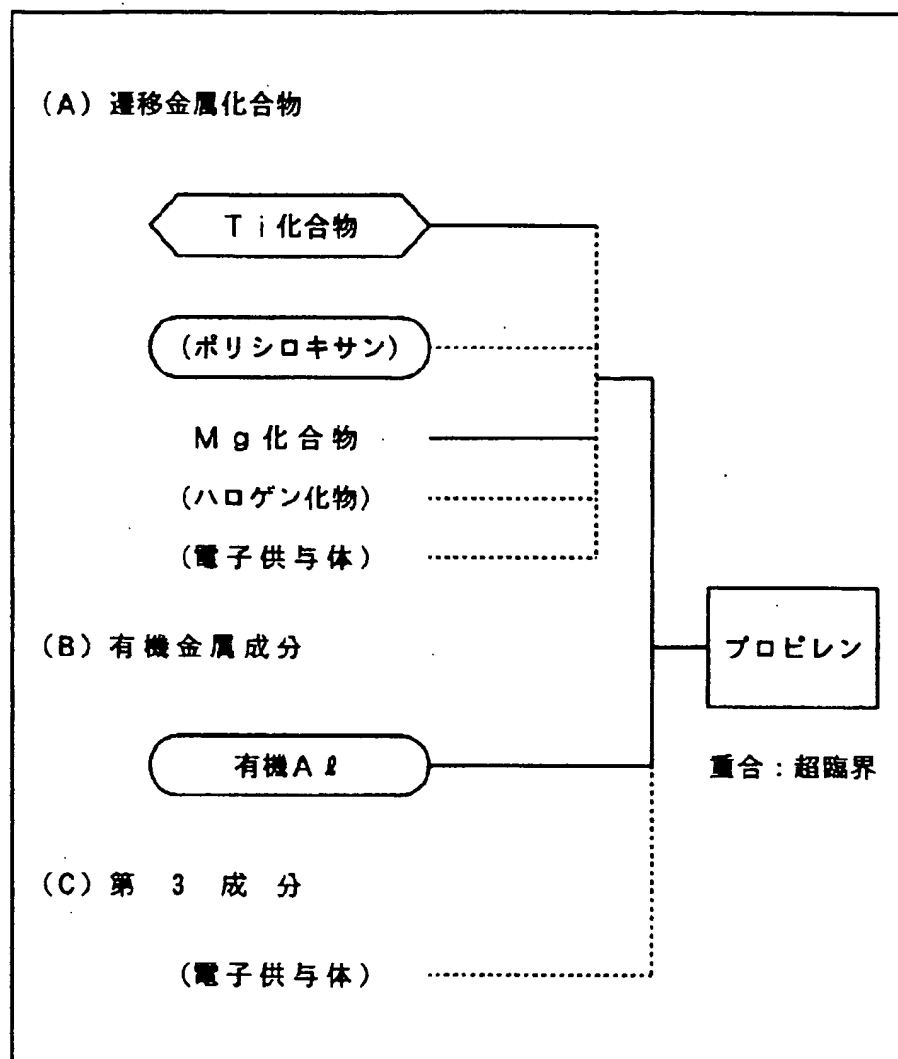 (A) 遷移金属化合物
Ti化合物
(ポリシロキサン)
Mg化合物
(ハロゲン化物)
(電子供与体)
(B) 有機金属成分
プロピレン
有機Aℓ
重合:超臨界
(C) 第3成分
(電子供与体)